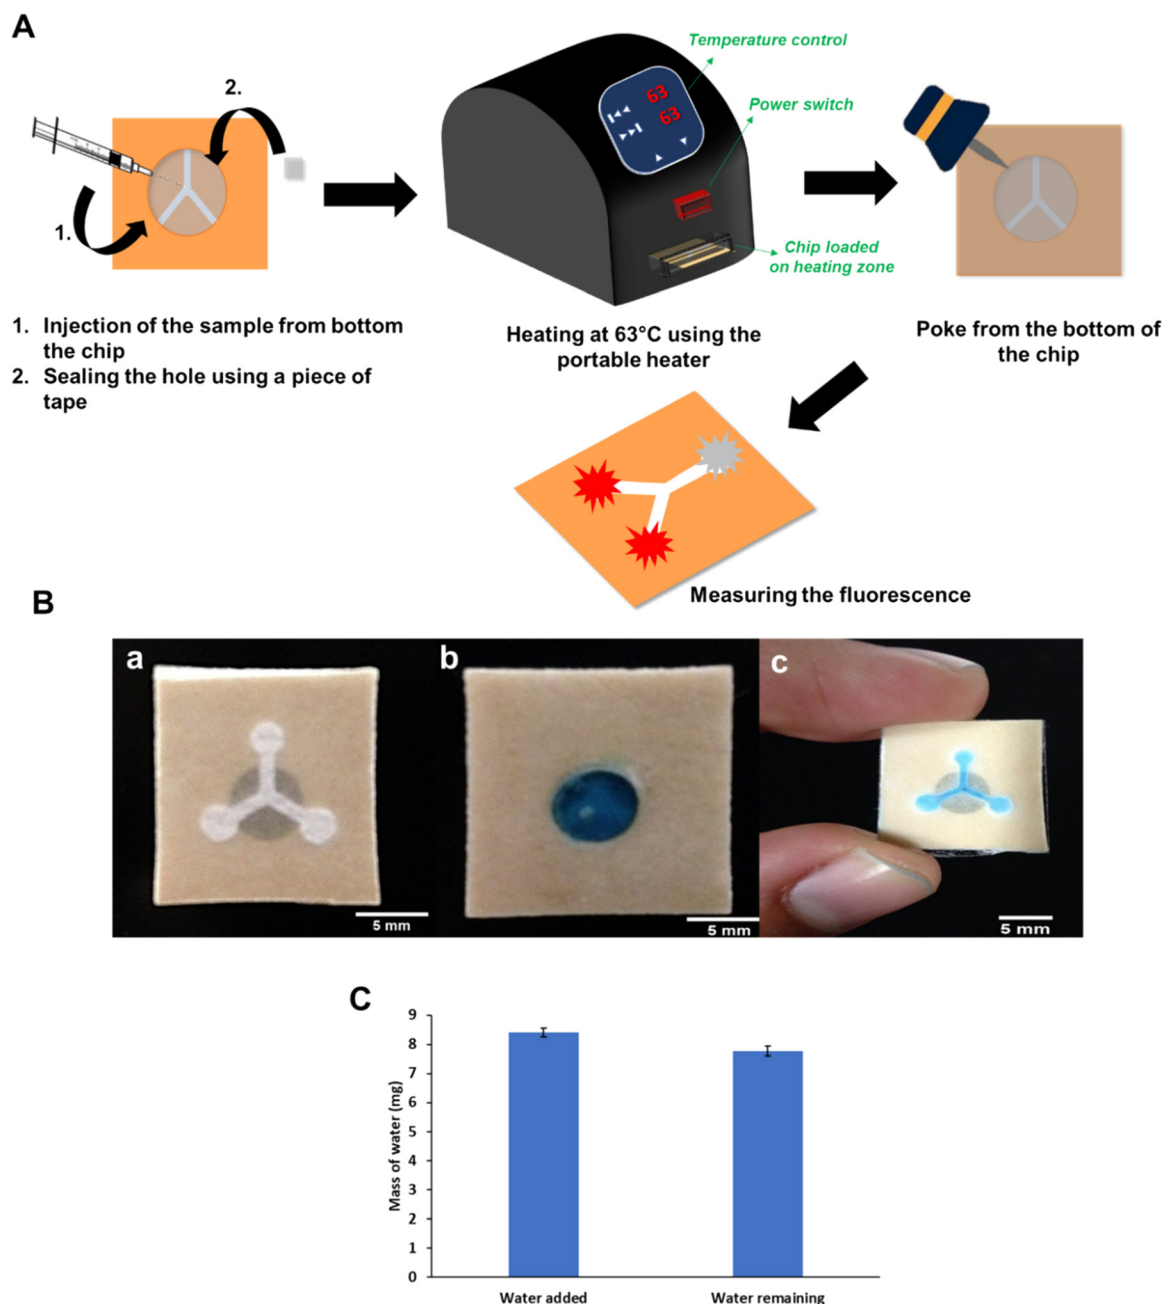 A
2.
1.
Temperature control
63
63
Power switch
Chip loaded
on heating zone
1. Injection of the sample from bottom
the chip
2. Sealing the hole using a piece of
tape
Heating at 63°C using the
portable heater
Poke from the bottom of
the chip
Measuring the fluorescence
B
a
b
c
5 mm
5 mm
5 mm
C
Mass of water (mg)
9
8
7
6
5
4
3
2
1
0
Water added
Water remaining